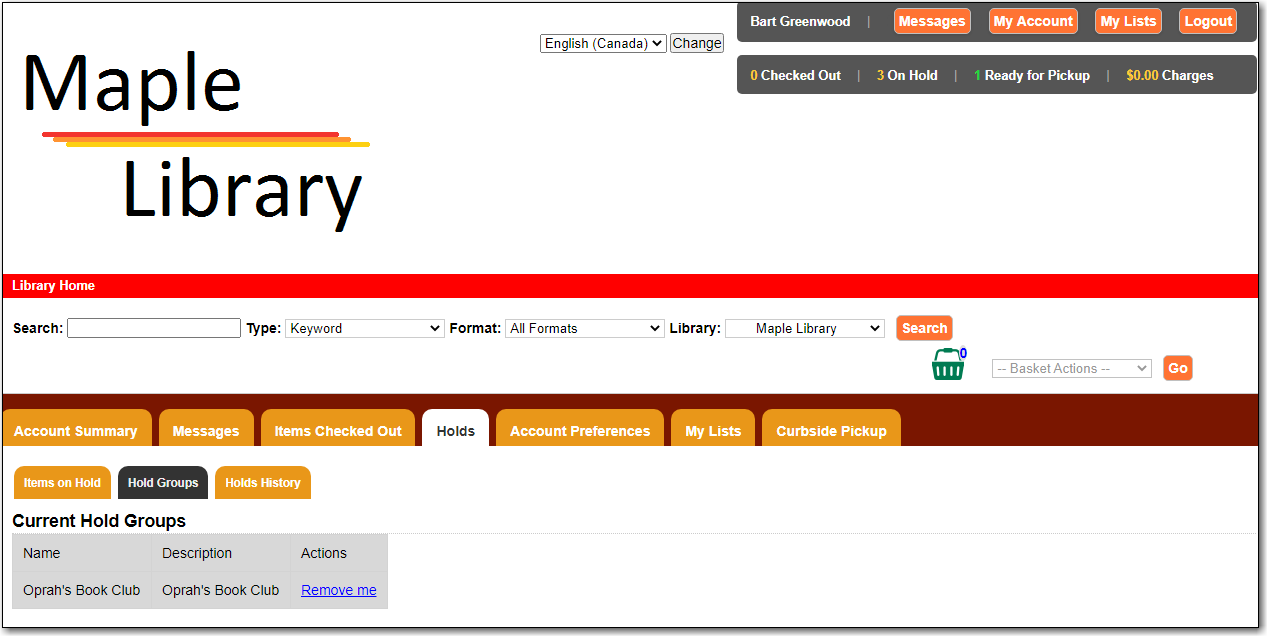 Bart Greenwood | Messages My Account My Lists Logout
English (Canada) Change
0 Checked Out | 3 On Hold | 1 Ready for Pickup | $0.00 Charges
Maple
Library
Library Home
Search: Type: Keyword Format: All Formats Library: Maple Library Search
0
-- Basket Actions -- Go
Account Summary Messages Items Checked Out Holds Account Preferences My Lists Curbside Pickup
Items on Hold Hold Groups Holds History
Current Hold Groups
Name Description Actions
Oprah's Book Club Oprah's Book Club Remove me